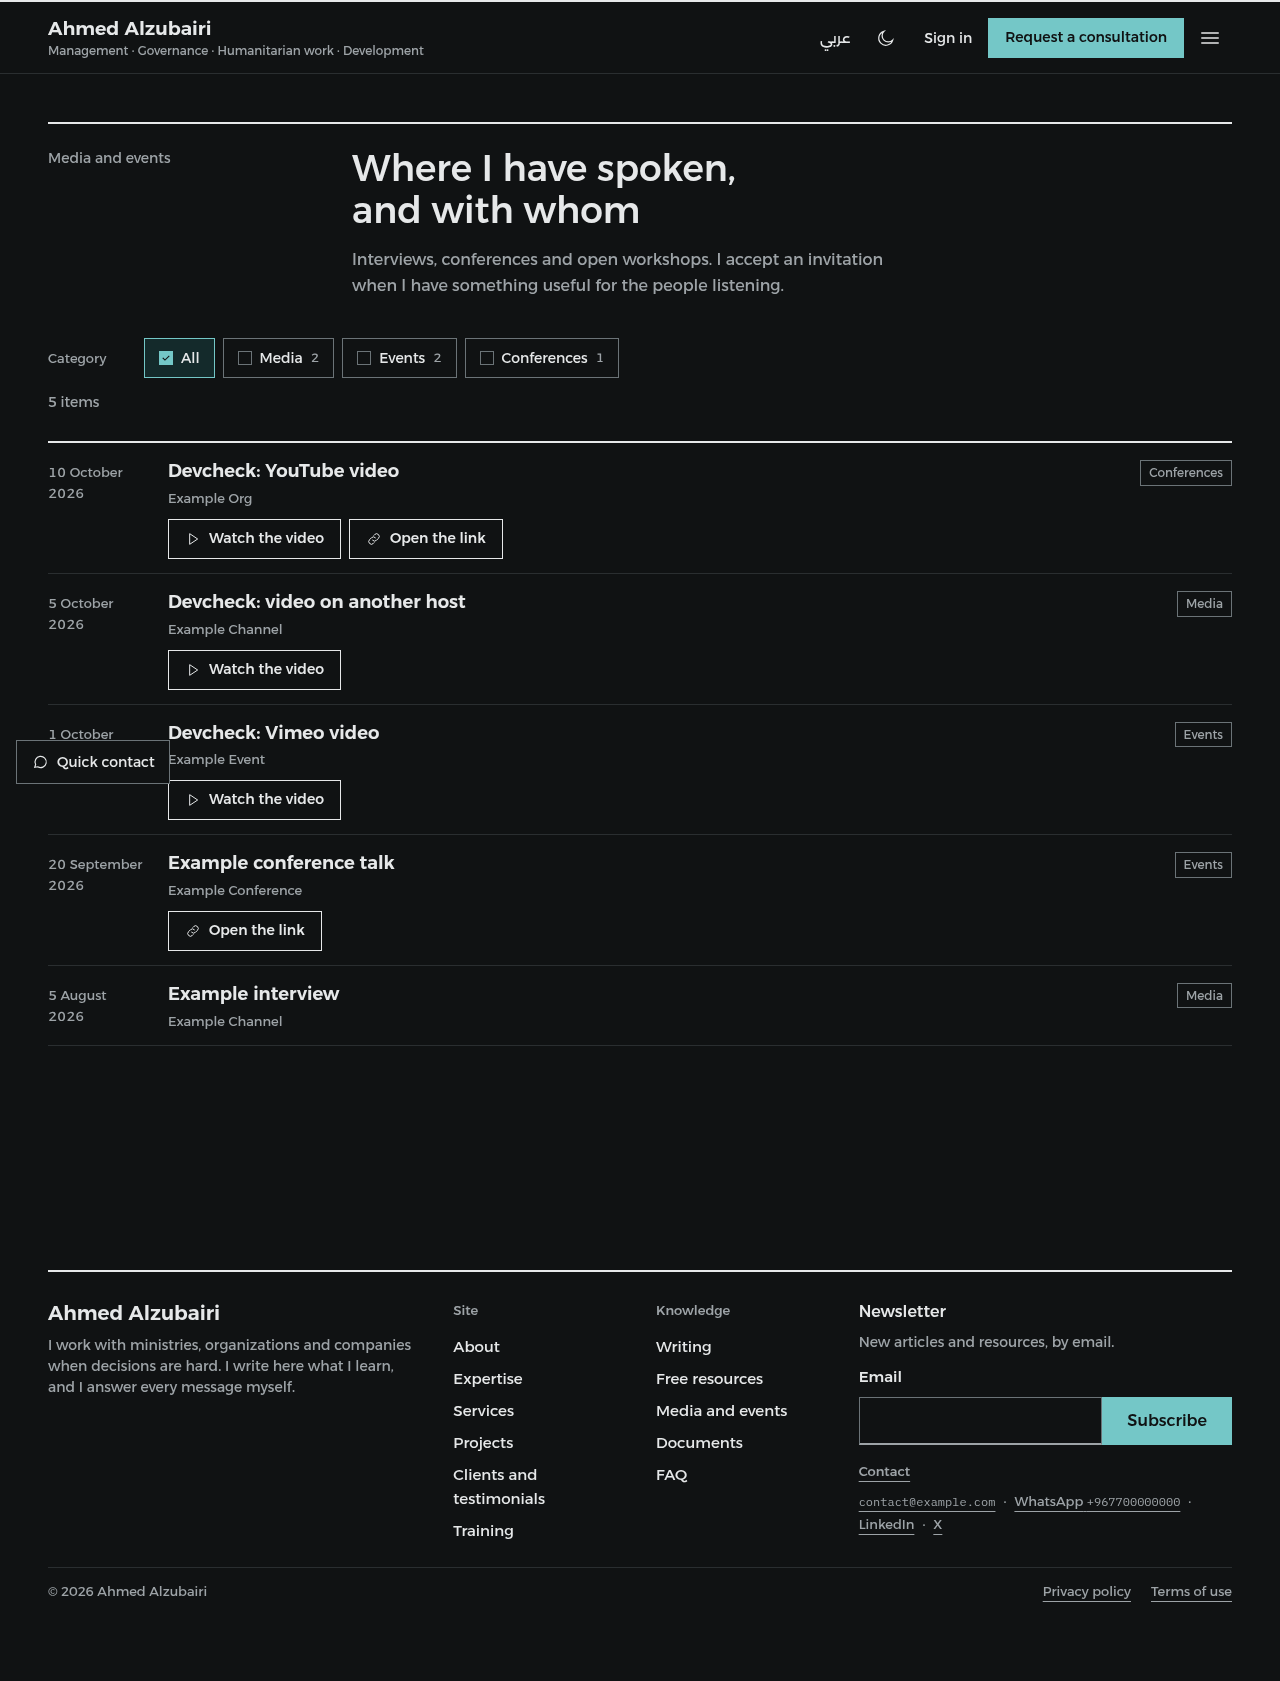 Ahmed Alzubairi
Management · Governance · Humanitarian work · Development
عربي
Sign in
Request a consultation
Media and events
Where I have spoken,
and with whom
Interviews, conferences and open workshops. I accept an invitation
when I have something useful for the people listening.
Category
All
Media 2
Events 2
Conferences 1
5 items
10 October
2026
Devcheck: YouTube video
Conferences
Example Org
Watch the video
Open the link
5 October
2026
Devcheck: video on another host
Media
Example Channel
Watch the video
1 October
Devcheck: Vimeo video
Events
Example Event
Quick contact
Watch the video
20 September
2026
Example conference talk
Events
Example Conference
Open the link
5 August
2026
Example interview
Media
Example Channel
Ahmed Alzubairi
I work with ministries, organizations and companies
when decisions are hard. I write here what I learn,
and I answer every message myself.
Site
About
Expertise
Services
Projects
Clients and
testimonials
Training
Knowledge
Writing
Free resources
Media and events
Documents
FAQ
Newsletter
New articles and resources, by email.
Email
Subscribe
Contact
contact@example.com · WhatsApp +967700000000 ·
LinkedIn · X
© 2026 Ahmed Alzubairi
Privacy policy
Terms of use